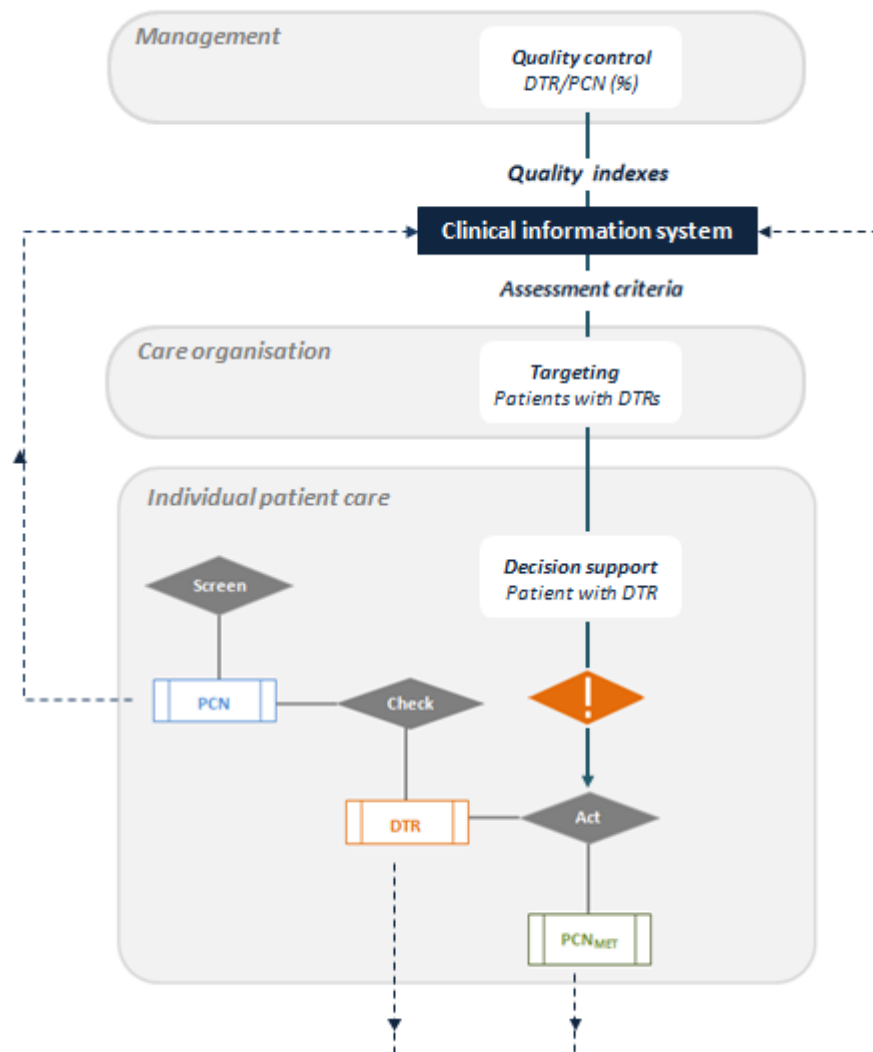 Management
Quality control
DTR/PCN (%)
Quality indexes
Clinical information system
Assessment criteria
Care organisation
Targeting
Patients with DTRs
Individual patient care
Decision support
Patient with DTR
Screen
!
PCN
Check
Act
DTR
PCN_MET